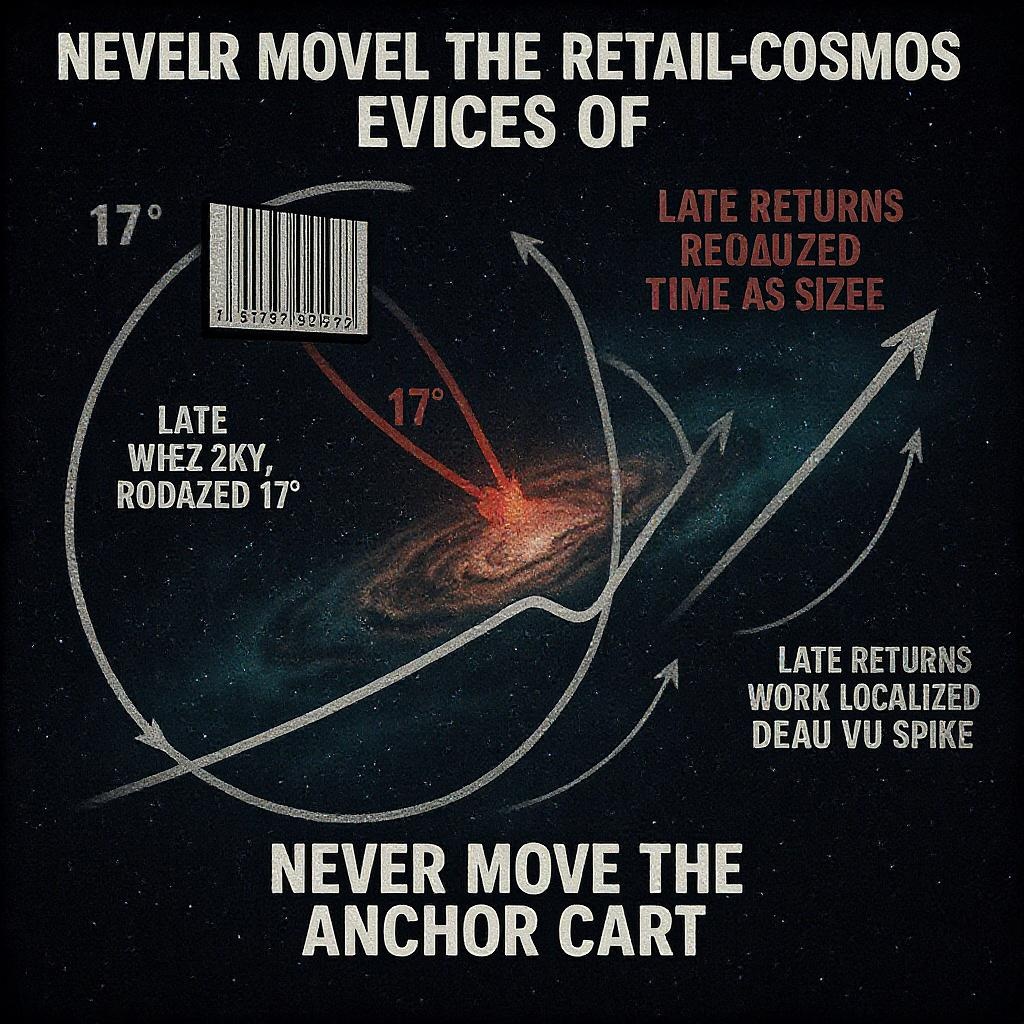 NEVELR MOVEL THE RETAIL-COSMOS
EVICES OF
17°
LATE RETURNS
REOAUZED
TIME AS SIZEE
17°
LATE
WHEZ 2KY,
RODAZED 17°
LATE RETURNS
WORK LOCALIZED
DEAU VU SPIKE
NEVER MOVE THE
ANCHOR CART